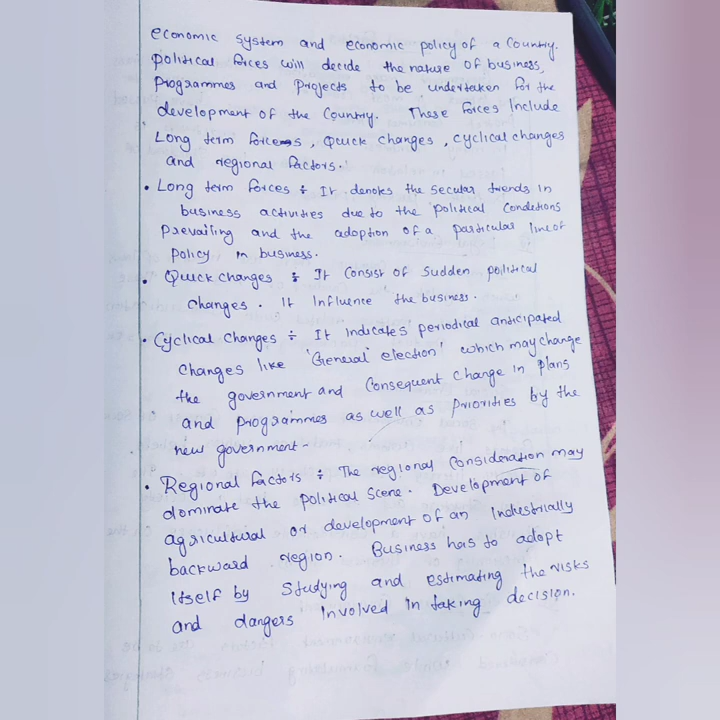 economic system and economic policy of a Country.
political forces will decide the nature of business,
programmes and projects to be undertaken for the
development of the Country. These forces Include
Long term forces, Quick changes, cyclical changes
and regional factors.
• Long term forces ÷ It denotes the secular trends in
business activities due to the political Conditions
prevailing and the adoption of a particular line of
policy in business.
• Quick changes ÷ It Consist of Sudden political
changes. It Influence the business.
• Cyclical Changes ÷ It Indicates periodical anticipated
changes like 'General election' which may change
the government and Consequent change in plans
and programmes as well as priorities by the
new government-
• Regional factors ÷ The regional Consideration may
dominate the political scene. Development of
agricultural or development of an Industrially
backward region. Business has to adopt
Itself by Studying and estimating the risks
and dangers Involved in taking decision.